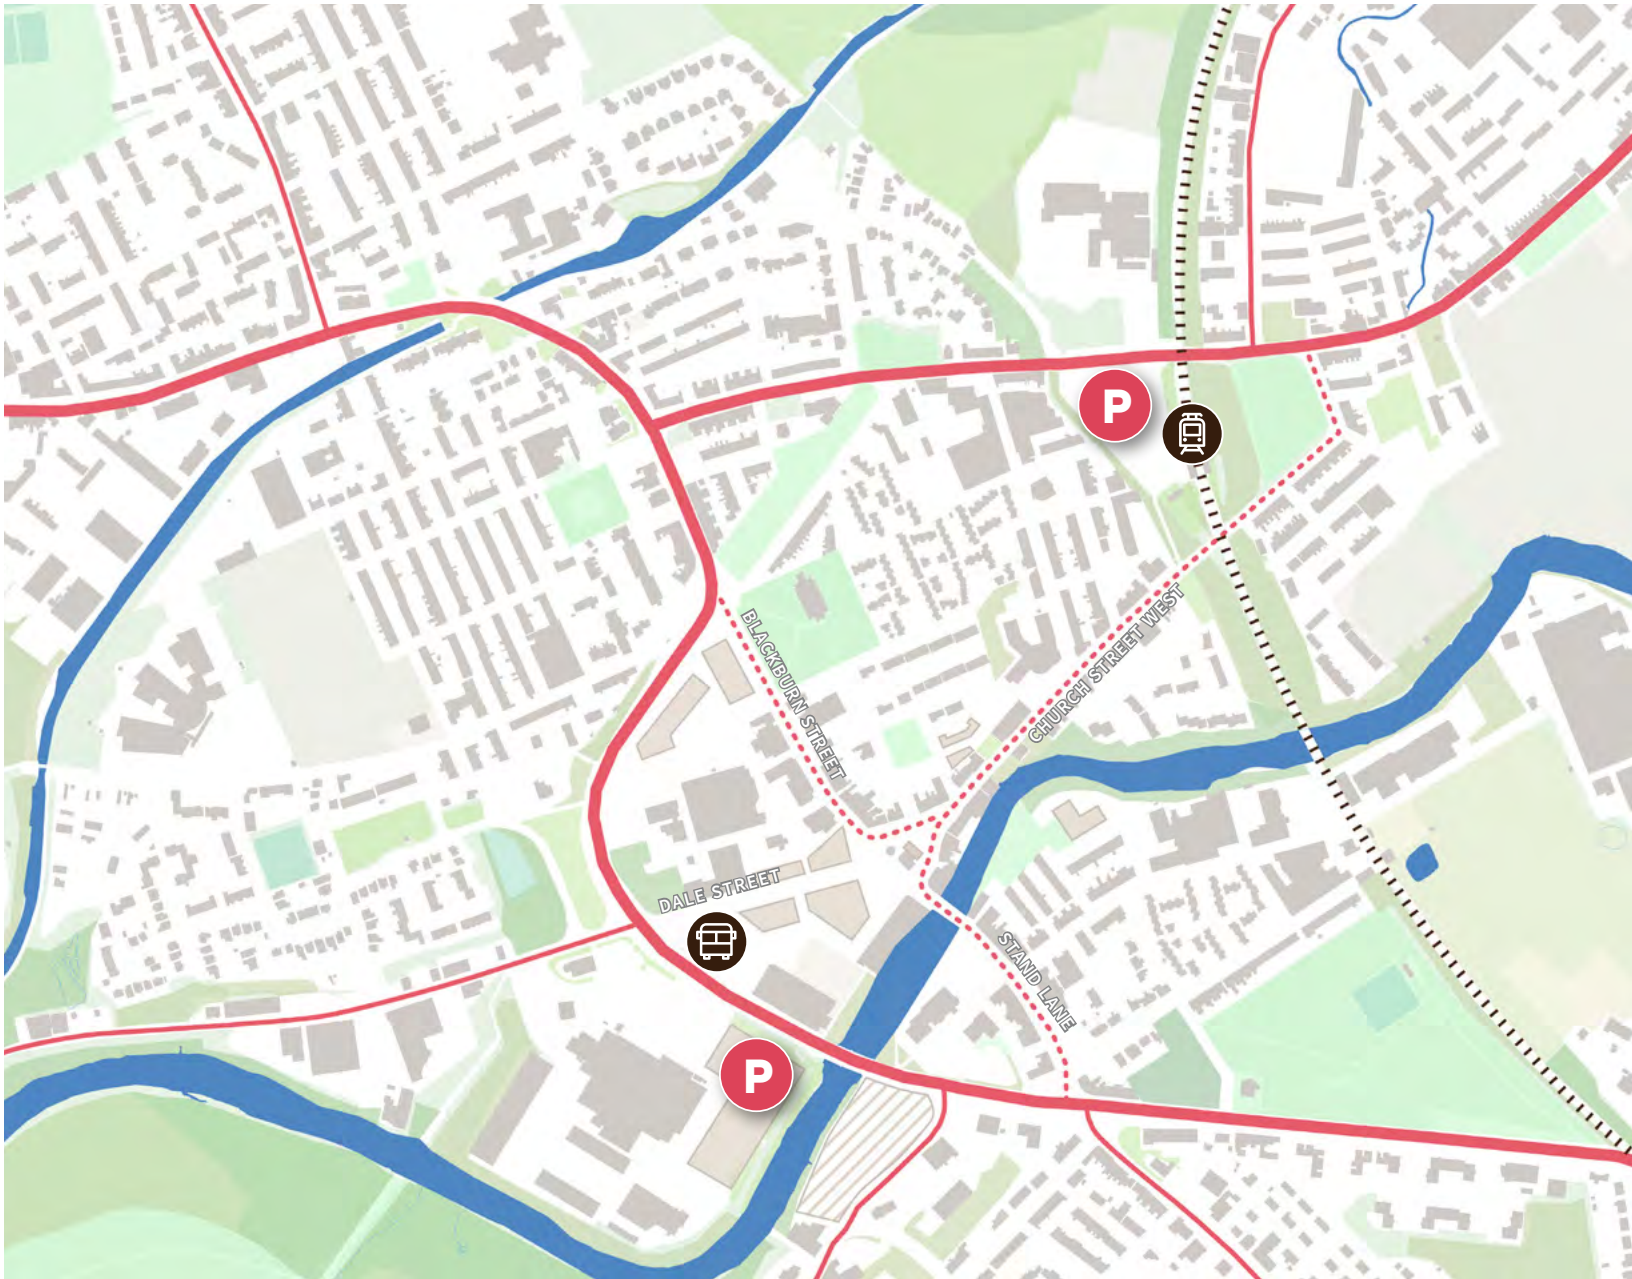 P
BLACKBURN STREET
CHURCH STREET WEST
DALE STREET
STAND LANE
P